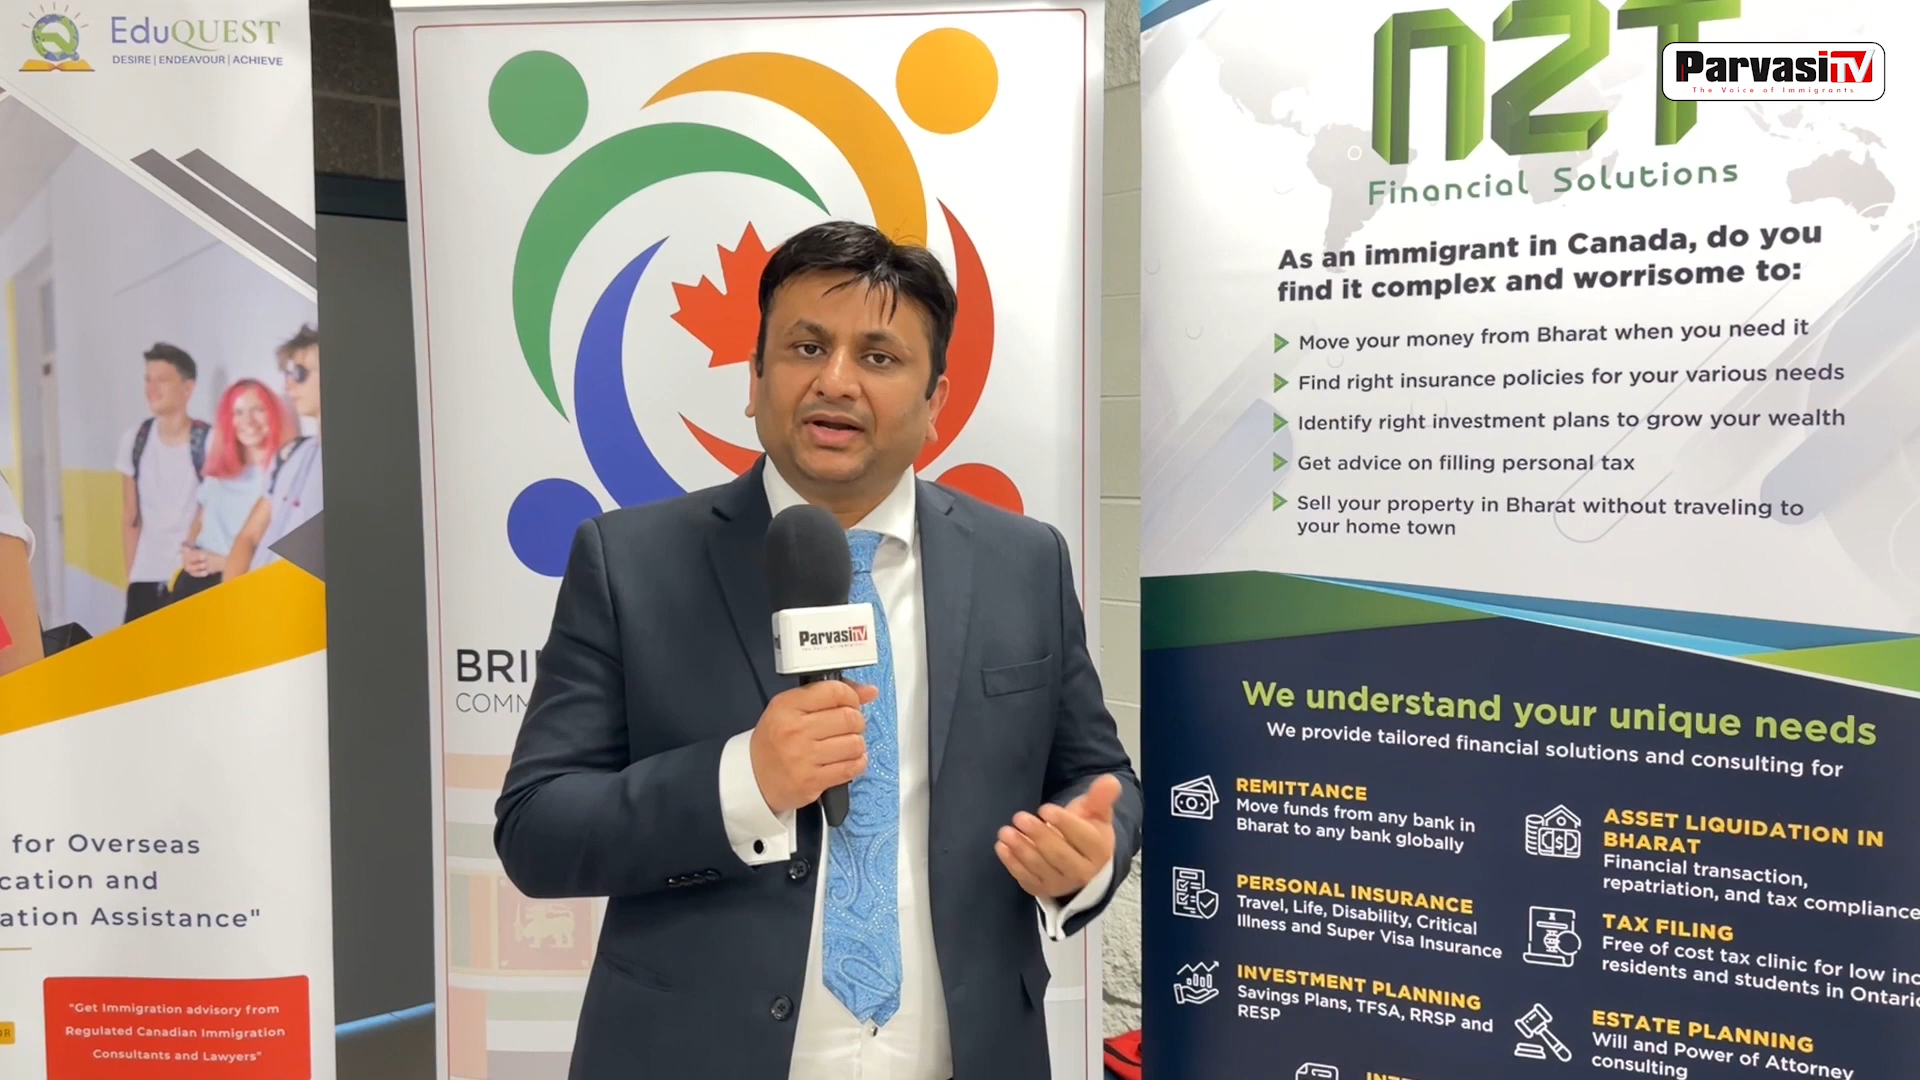 EduQUEST
DESIRE | ENDEAVOUR | ACHIEVE
for Overseas
cation and
ation Assistance"
"Get Immigration advisory from
Regulated Canadian Immigration
Consultants and Lawyers"
BRI
COMM
ParvasiTV
ParvasiTV
The Voice of Immigrants
n2T
Financial Solutions
As an immigrant in Canada, do you
find it complex and worrisome to:
Move your money from Bharat when you need it
Find right insurance policies for your various needs
Identify right investment plans to grow your wealth
Get advice on filling personal tax
Sell your property in Bharat without traveling to
your home town
We understand your unique needs
We provide tailored financial solutions and consulting for
REMITTANCE
Move funds from any bank in
Bharat to any bank globally
PERSONAL INSURANCE
Travel, Life, Disability, Critical
Illness and Super Visa Insurance
INVESTMENT PLANNING
Savings Plans, TFSA, RRSP and
RESP
ASSET LIQUIDATION IN
BHARAT
Financial transaction,
repatriation, and tax compliance
TAX FILING
Free of cost tax clinic for low inc
residents and students in Ontario
ESTATE PLANNING
Will and Power of Attorney
consulting